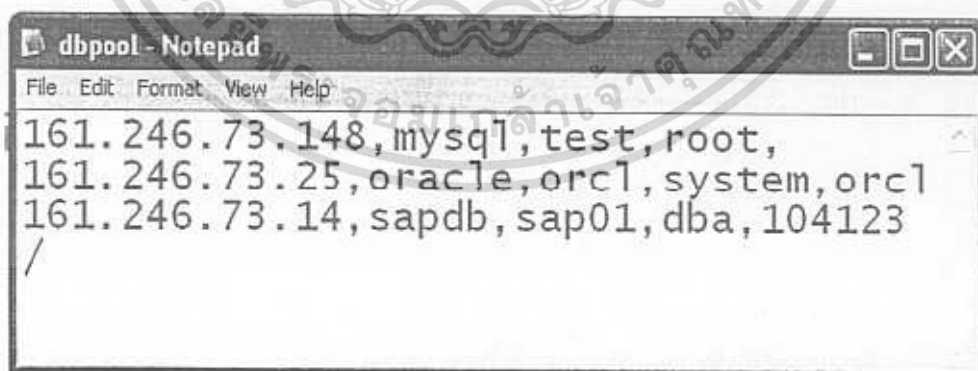 dbpool - Notepad
File Edit Format View Help
161.246.73.148,mysql,test,root,
161.246.73.25,oracle,orcl,system,orcl
161.246.73.14,sapdb,sap01,dba,104123
/